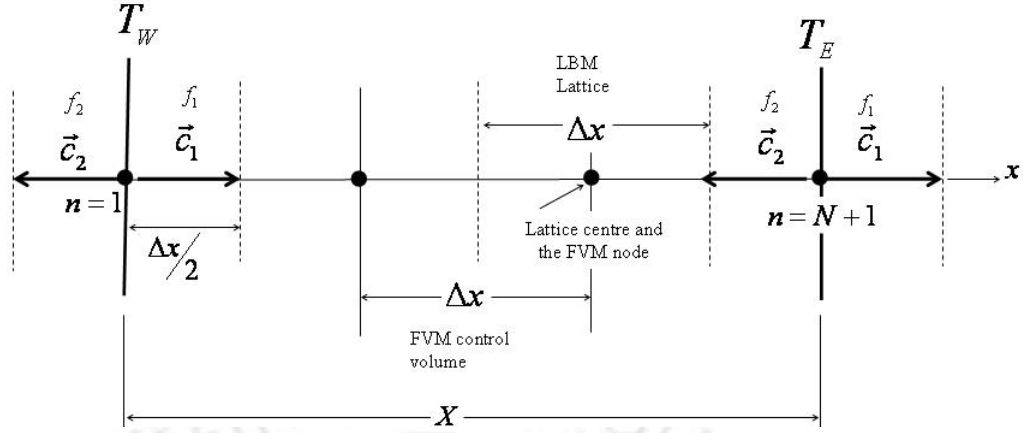 T_W
T_E
LBM
Lattice
f_2
f_1
Δx
f_2
f_1
c⃗_2
c⃗_1
c⃗_2
c⃗_1
x
n = 1
Lattice centre and
the FVM node
n = N + 1
Δx/2
Δx
FVM control
volume
X